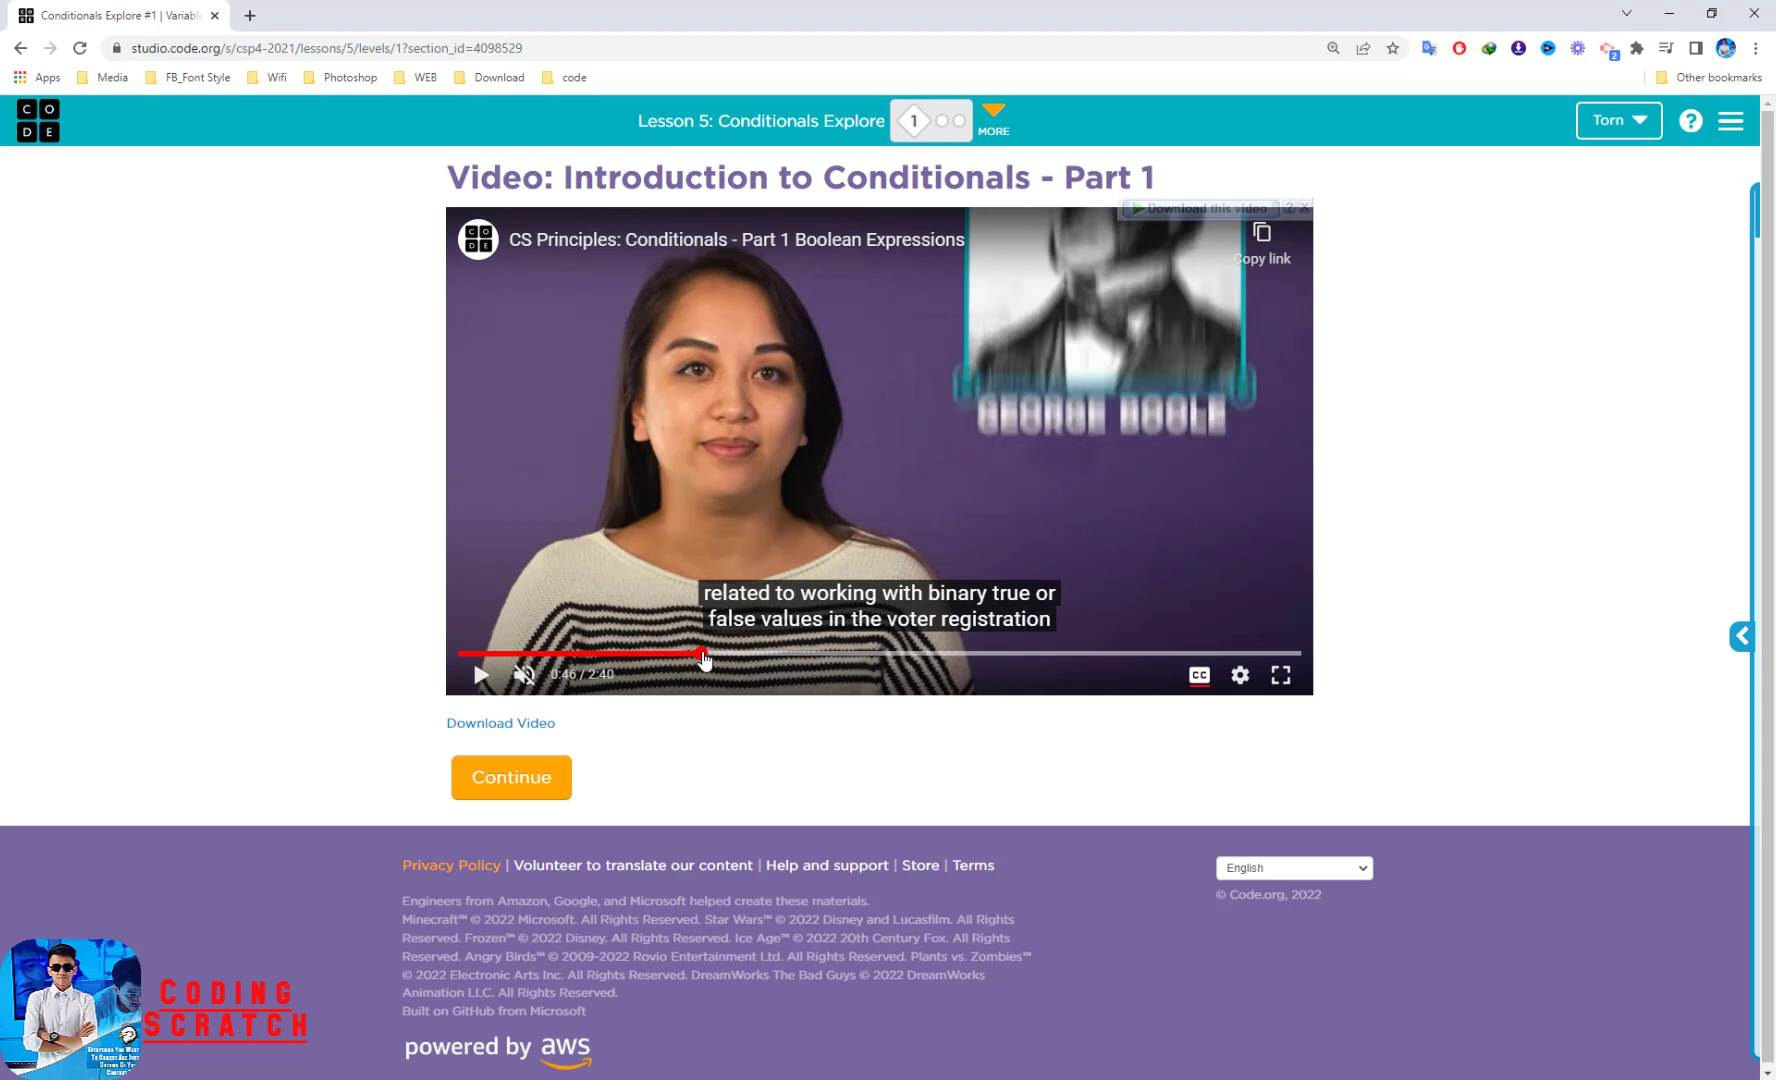 Conditionals Explore #1 | Variabl
studio.code.org/s/csp4-2021/lessons/5/levels/1?section_id=4098529
2
Apps
Media
FB_Font Style
Wifi
Photoshop
WEB
Download
code
Other bookmarks
C O
D E
Lesson 5: Conditionals Explore
1
MORE
Torn
?
Video: Introduction to Conditionals - Part 1
Download this video
? X
C O
D E
CS Principles: Conditionals - Part 1 Boolean Expressions
Copy link
GEORGE BOOLE
related to working with binary true or
false values in the voter registration
0:46 / 2:40
CC
Download Video
Continue
Privacy Policy | Volunteer to translate our content | Help and support | Store | Terms
English
© Code.org, 2022
Engineers from Amazon, Google, and Microsoft helped create these materials.
Minecraft™ © 2022 Microsoft. All Rights Reserved. Star Wars™ © 2022 Disney and Lucasfilm. All Rights
Reserved. Frozen™ © 2022 Disney. All Rights Reserved. Ice Age™ © 2022 20th Century Fox. All Rights
Reserved. Angry Birds™ © 2009-2022 Rovio Entertainment Ltd. All Rights Reserved. Plants vs. Zombies™
© 2022 Electronic Arts Inc. All Rights Reserved. DreamWorks The Bad Guys © 2022 DreamWorks
Animation LLC. All Rights Reserved.
Built on GitHub from Microsoft
powered by aws
CODING
SCRATCH